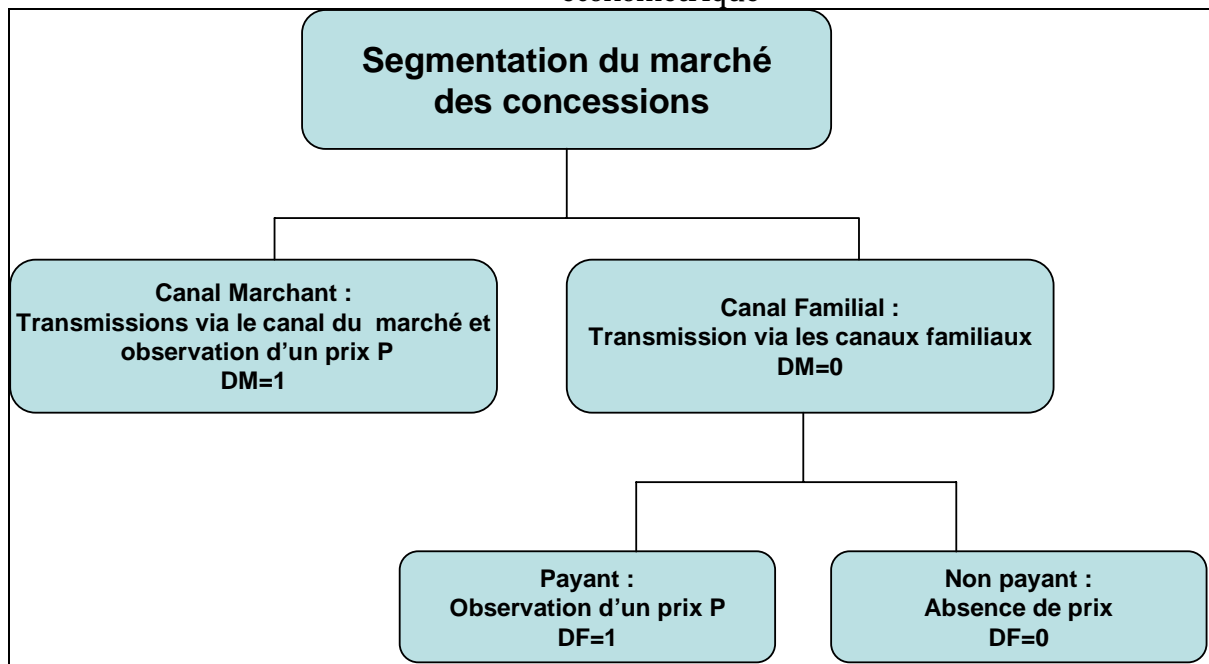 Segmentation du marché
des concessions
Canal Marchant :
Transmissions via le canal du marché et
observation d'un prix P
DM=1
Canal Familial :
Transmission via les canaux familiaux
DM=0
Payant :
Observation d'un prix P
DF=1
Non payant :
Absence de prix
DF=0